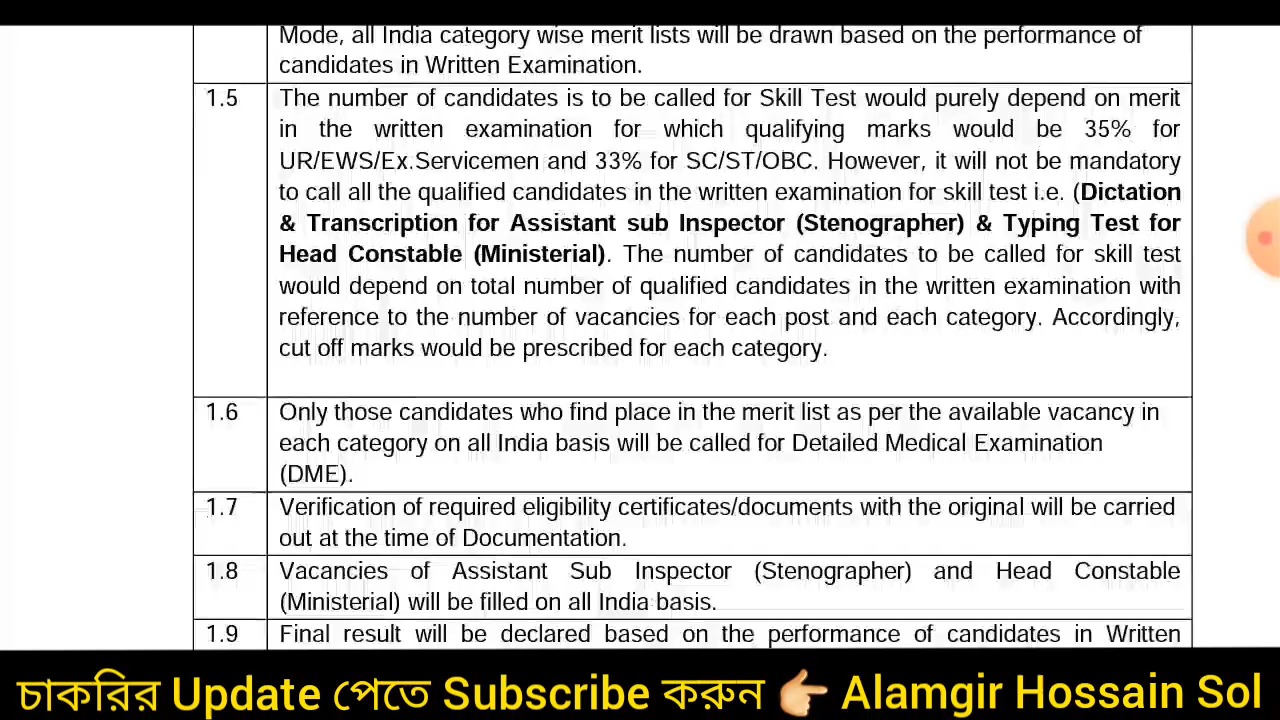 Mode, all India category wise merit lists will be drawn based on the performance of
candidates in Written Examination.
1.5 The number of candidates is to be called for Skill Test would purely depend on merit
in the written examination for which qualifying marks would be 35% for
UR/EWS/Ex.Servicemen and 33% for SC/ST/OBC. However, it will not be mandatory
to call all the qualified candidates in the written examination for skill test i.e. (Dictation
& Transcription for Assistant sub Inspector (Stenographer) & Typing Test for
Head Constable (Ministerial). The number of candidates to be called for skill test
would depend on total number of qualified candidates in the written examination with
reference to the number of vacancies for each post and each category. Accordingly,
cut off marks would be prescribed for each category.
1.6 Only those candidates who find place in the merit list as per the available vacancy in
each category on all India basis will be called for Detailed Medical Examination
(DME).
1.7 Verification of required eligibility certificates/documents with the original will be carried
out at the time of Documentation.
1.8 Vacancies of Assistant Sub Inspector (Stenographer) and Head Constable
(Ministerial) will be filled on all India basis.
1.9 Final result will be declared based on the performance of candidates in Written
চাকরির Update পেতে Subscribe করুন 👉 Alamgir Hossain Sol